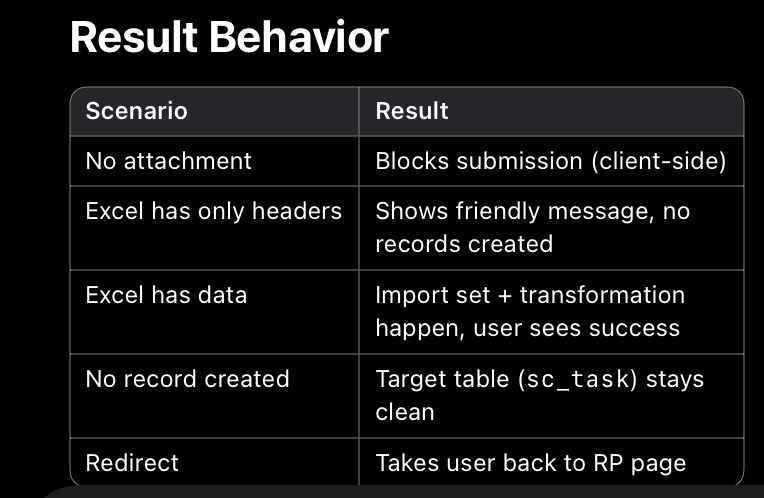 Result Behavior
Scenario
Result
No attachment
Blocks submission (client-side)
Excel has only headers
Shows friendly message, no
records created
Excel has data
Import set + transformation
happen, user sees success
No record created
Target table (sc_task) stays
clean
Redirect
Takes user back to RP page